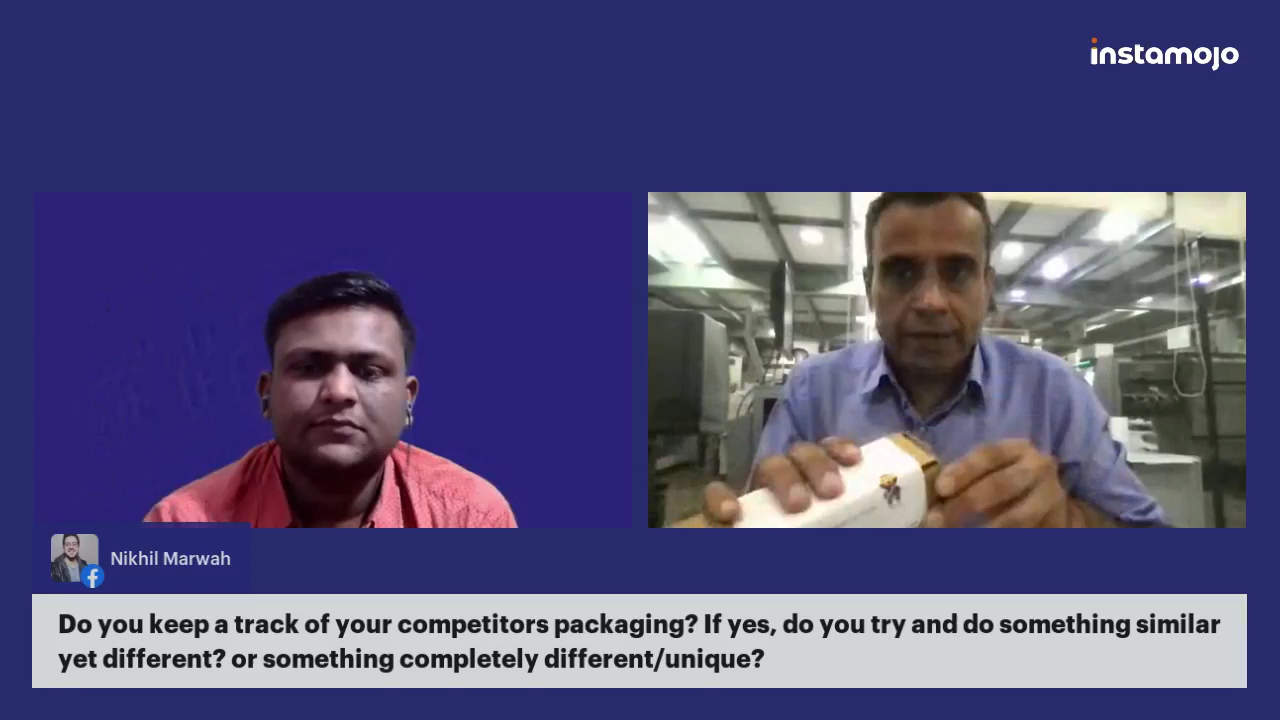 instamojo
Nikhil Marwah
Do you keep a track of your competitors packaging? If yes, do you try and do something similar
yet different? or something completely different/unique?